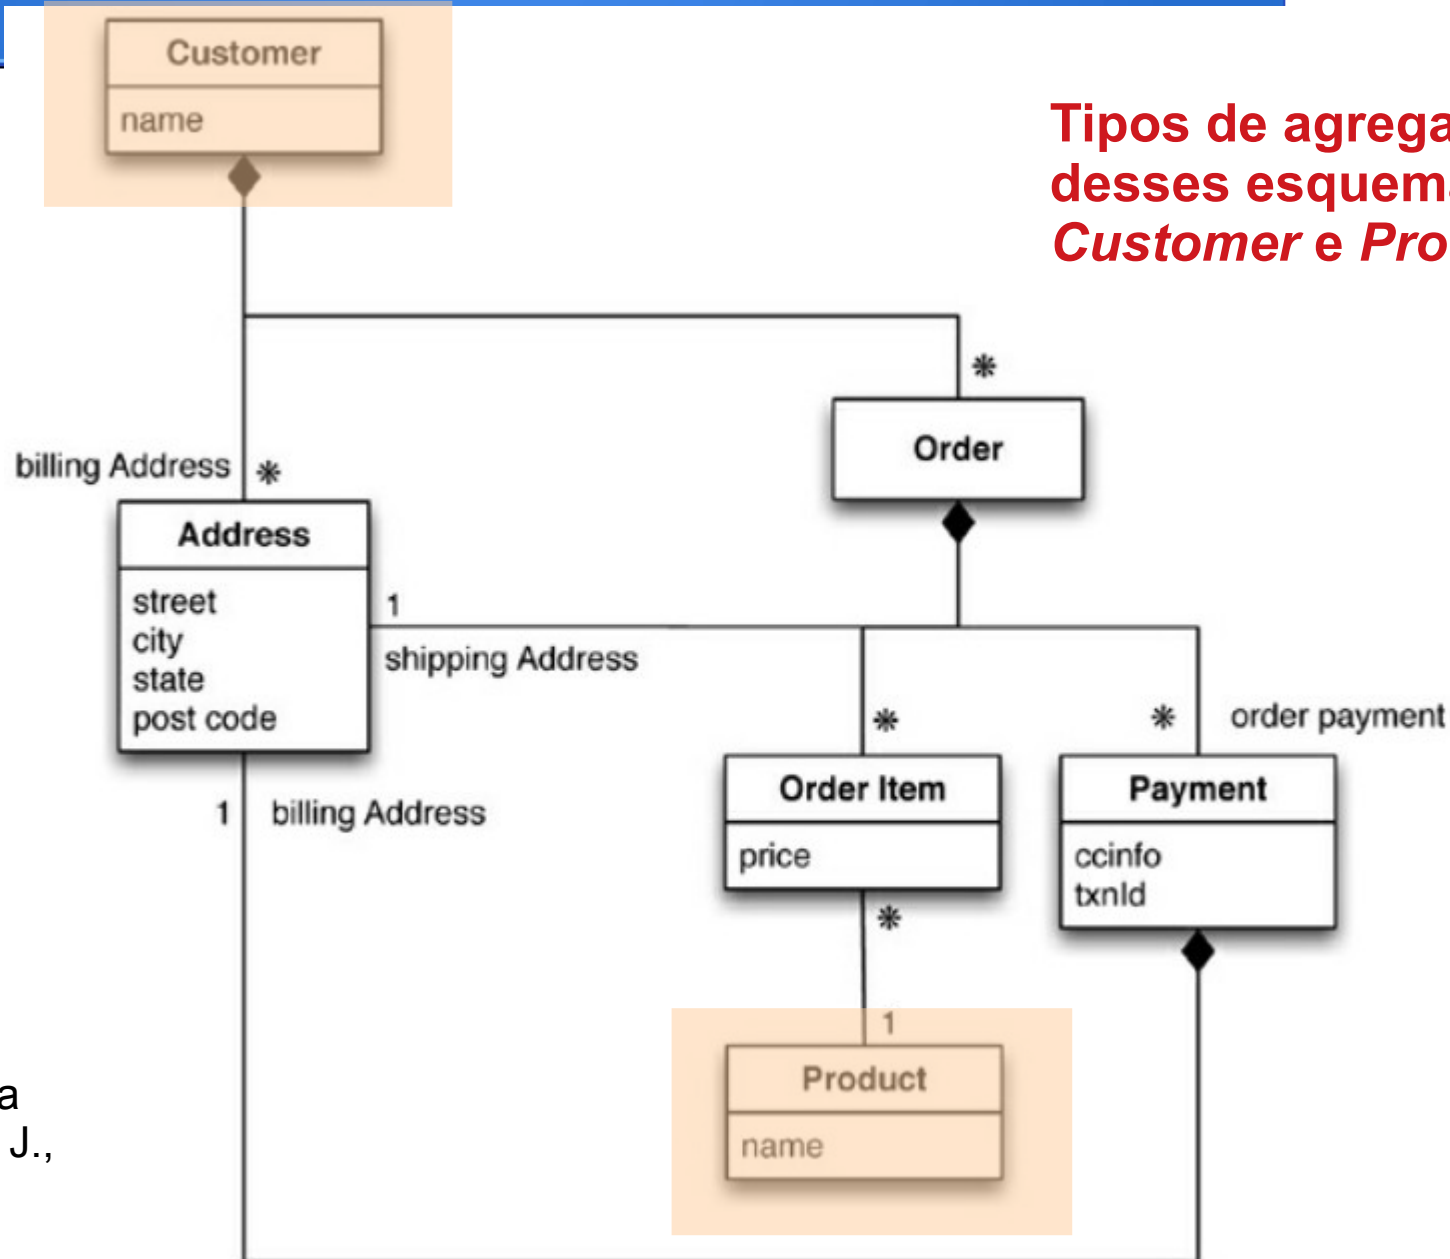 Customer
name
Tipos de agrega
desses esquem
Customer e Pro
*
Order
billing Address
*
Address
street
city
state
post code
1
shipping Address
*
*
order payment
1
billing Address
Order Item
price
Payment
ccinfo
txnId
*
1
Product
name
a
J.,